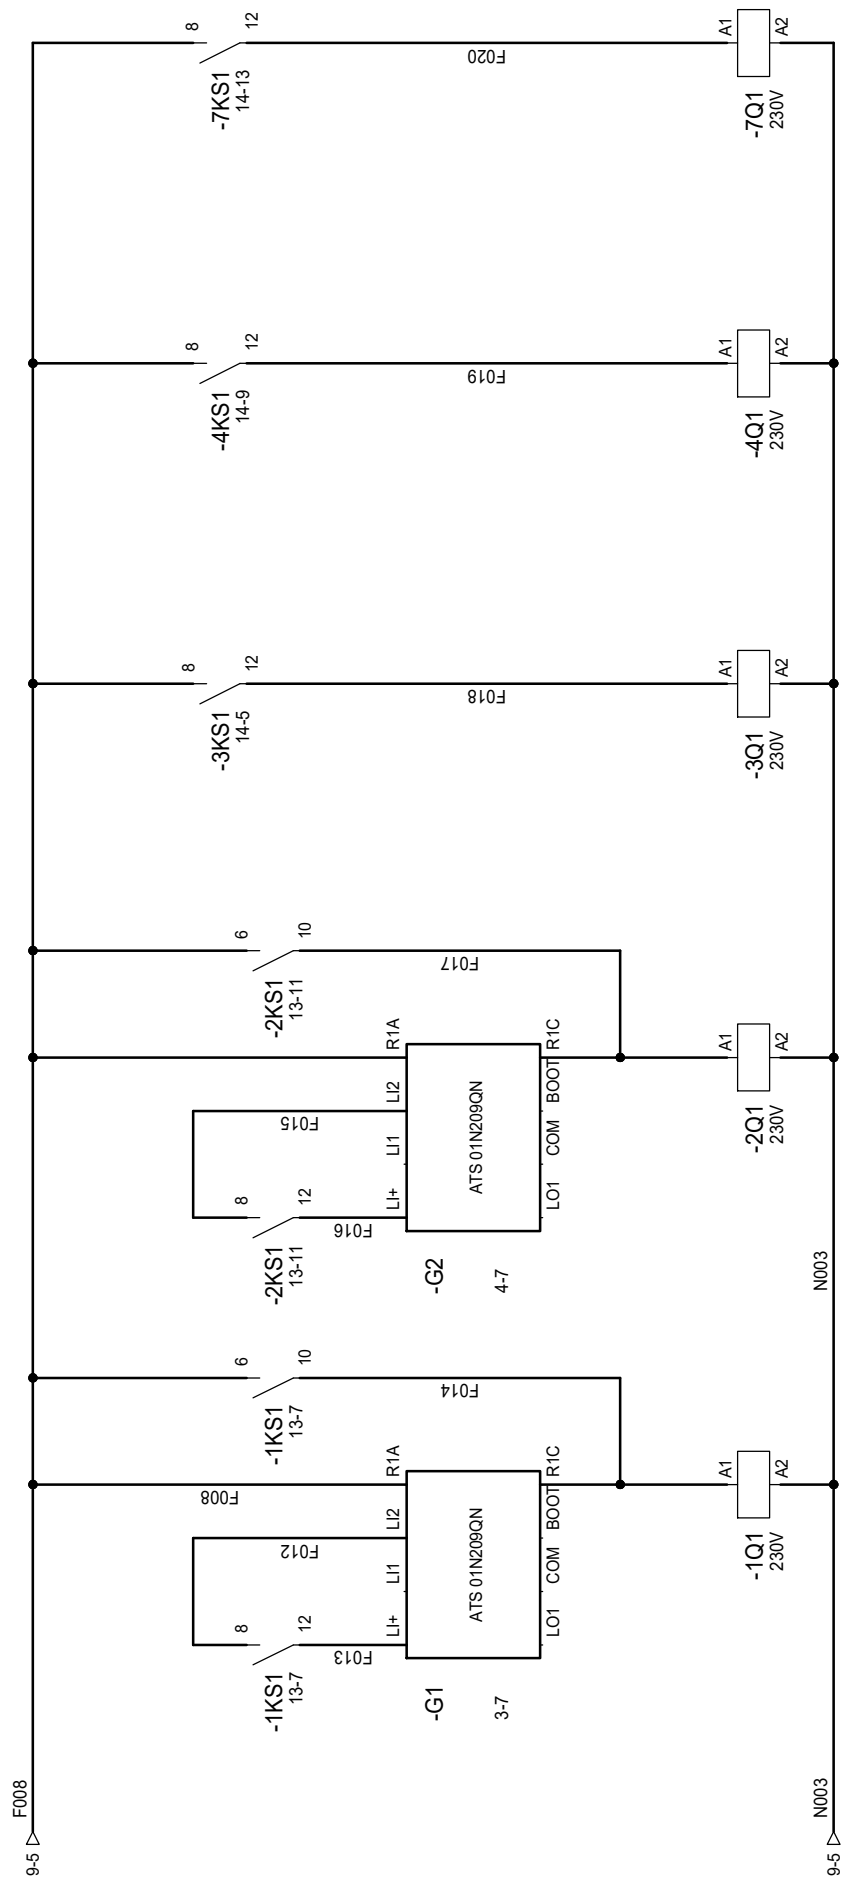 9-5
F008
-1KS1
13-7
8
12
F013
F012
F008
-G1
3-7
LI+
LI1
LI2
R1A
ATS 01N209QN
LO1
COM
BOOT
R1C
-1KS1
13-7
6
10
F014
-1Q1
230V
A1
A2
-2KS1
13-11
8
12
F016
F015
-G2
4-7
LI+
LI1
LI2
R1A
ATS 01N209QN
LO1
COM
BOOT
R1C
-2KS1
13-11
6
10
F017
-2Q1
230V
A1
A2
-3KS1
14-5
8
12
F018
-3Q1
230V
A1
A2
-4KS1
14-9
8
12
F019
-4Q1
230V
A1
A2
-7KS1
14-13
8
12
F020
-7Q1
230V
A1
A2
9-5
N003
N003